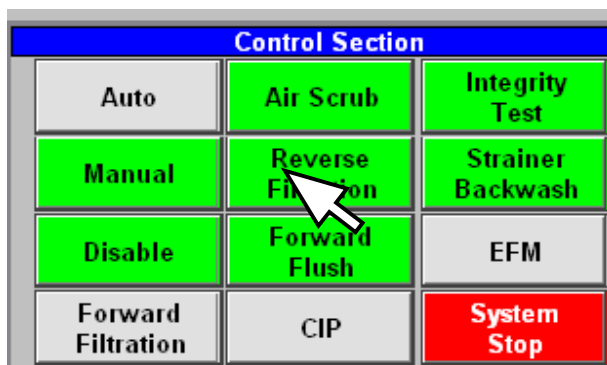 Control Section
Auto
Air Scrub
Integrity
Test
Manual
Reverse
Filtration
Strainer
Backwash
Disable
Forward
Flush
EFM
Forward
Filtration
CIP
System
Stop